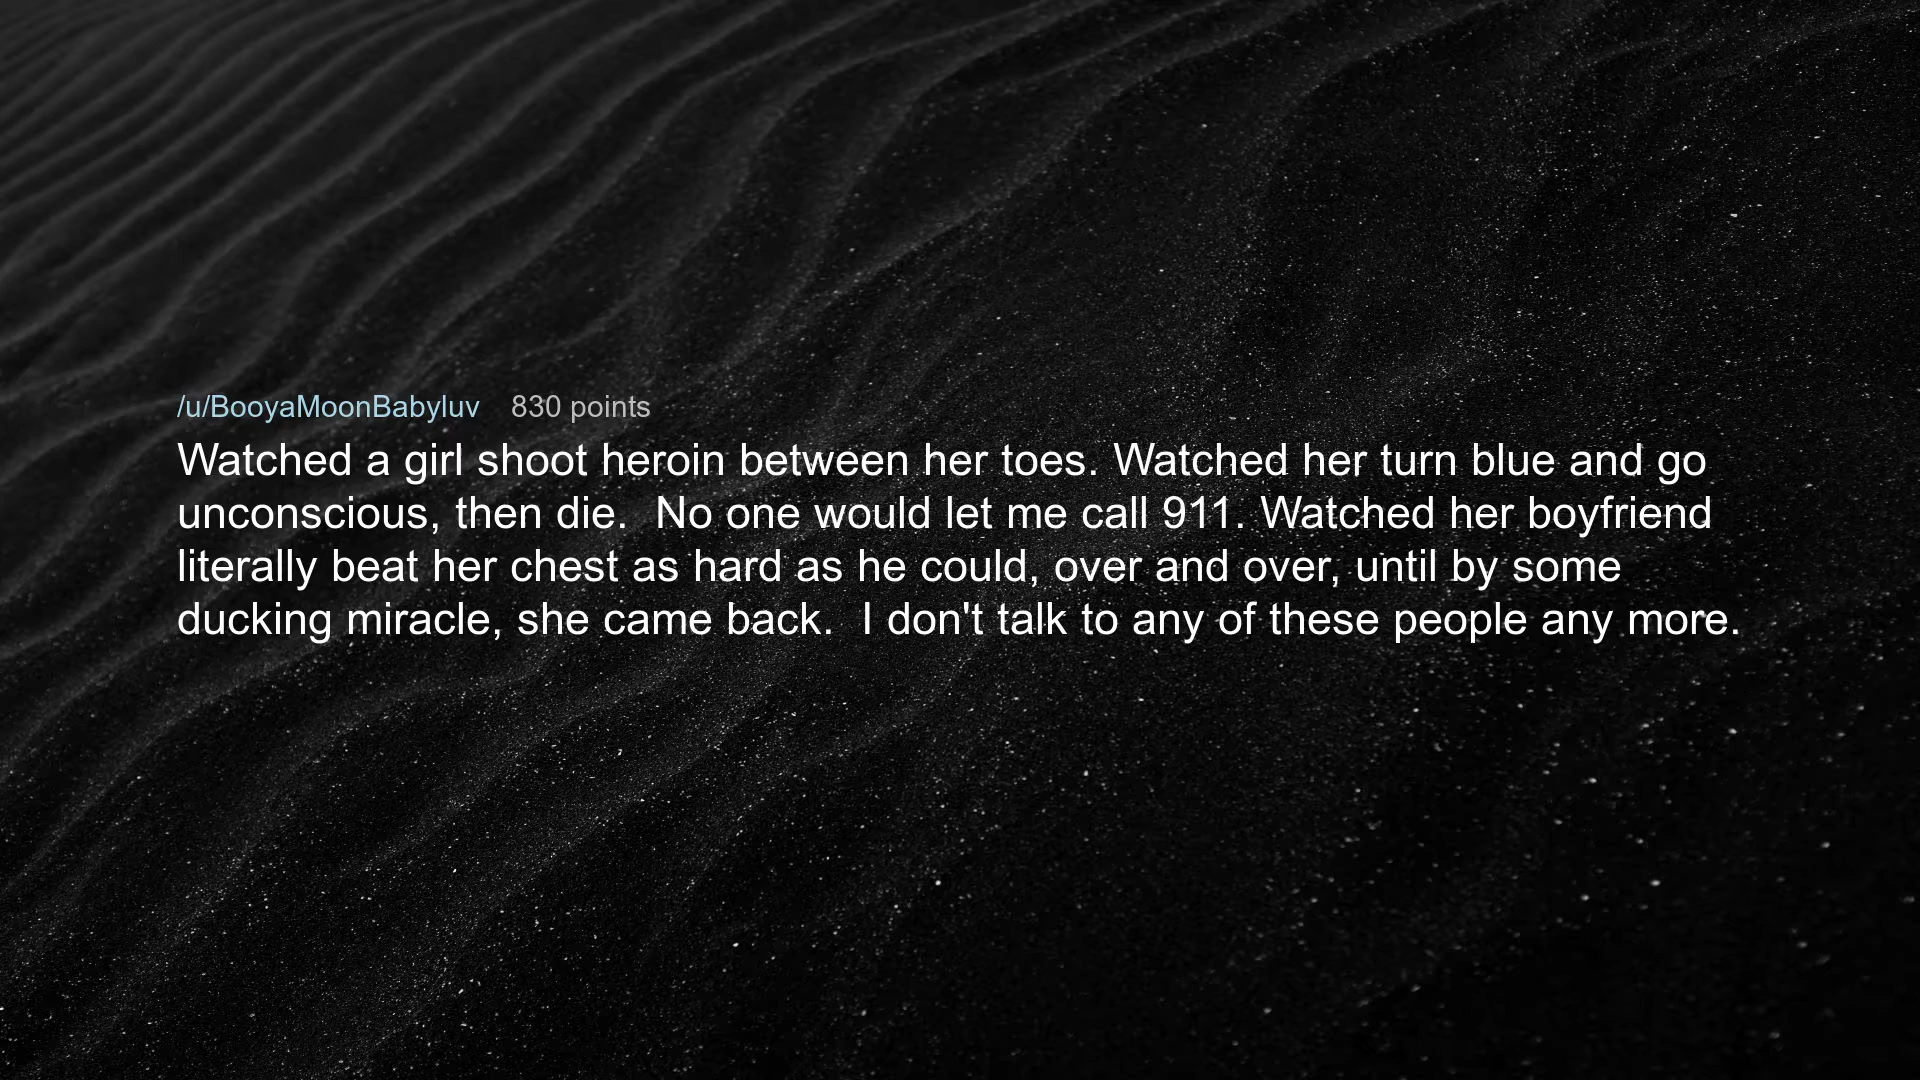 /u/BooyaMoonBabyluv 830 points
Watched a girl shoot heroin between her toes. Watched her turn blue and go
unconscious, then die.  No one would let me call 911. Watched her boyfriend
literally beat her chest as hard as he could, over and over, until by some
ducking miracle, she came back.  I don't talk to any of these people any more.